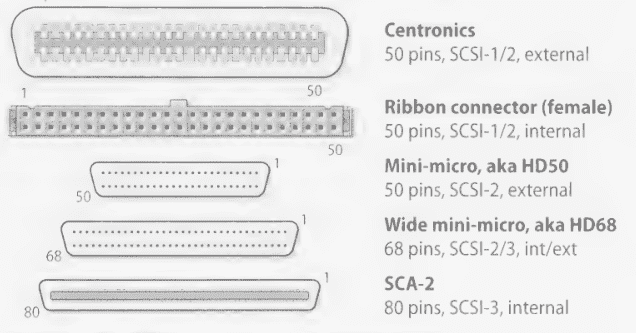 Centronics
50 pins, SCSI-1/2, external
1
50
Ribbon connector (female)
50 pins, SCSI-1/2, internal
50
1
Mini-micro, aka HD50
50 pins, SCSI-2, external
50
1
Wide mini-micro, aka HD68
68 pins, SCSI-2/3, int/ext
68
1
SCA-2
80 pins, SCSI-3, internal
80